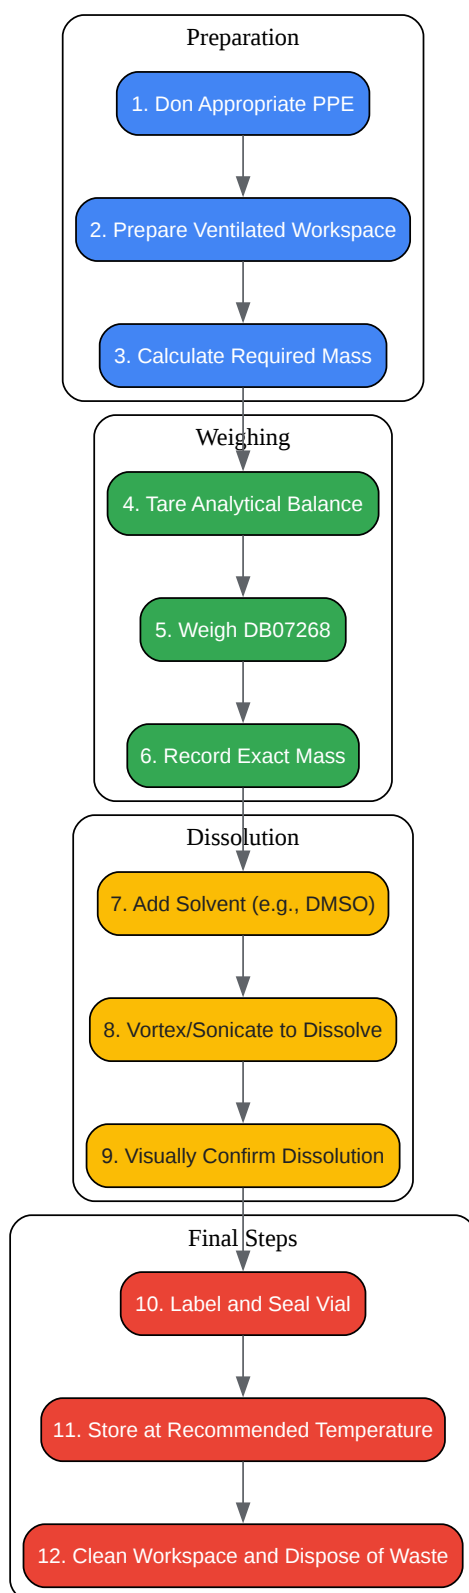 Preparation
1. Don Appropriate PPE
2. Prepare Ventilated Workspace
3. Calculate Required Mass
Weighing
4. Tare Analytical Balance
5. Weigh DB07268
6. Record Exact Mass
Dissolution
7. Add Solvent (e.g., DMSO)
8. Vortex/Sonicate to Dissolve
9. Visually Confirm Dissolution
Final Steps
10. Label and Seal Vial
11. Store at Recommended Temperature
12. Clean Workspace and Dispose of Waste